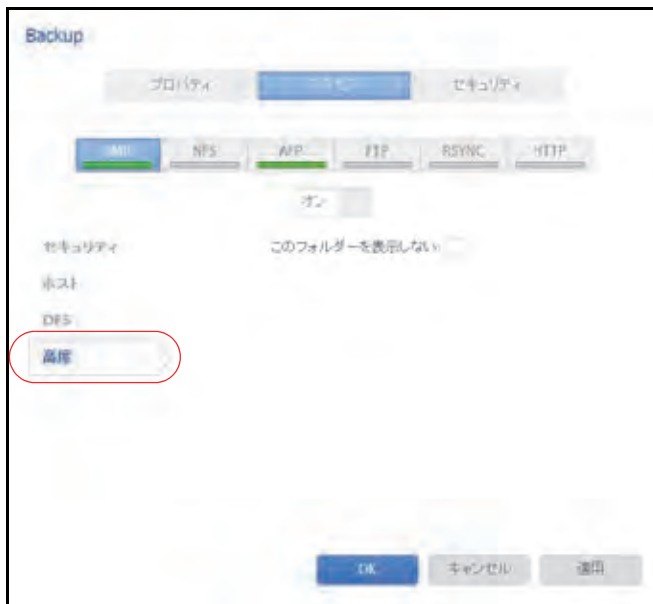 Backup
プロパティ セキュリティ
SMB NFS AFP FTP RSYNC HTTP
オン
セキュリティ このフォルダーを表示しない:
ホスト
DFS
高度
OK キャンセル 適用